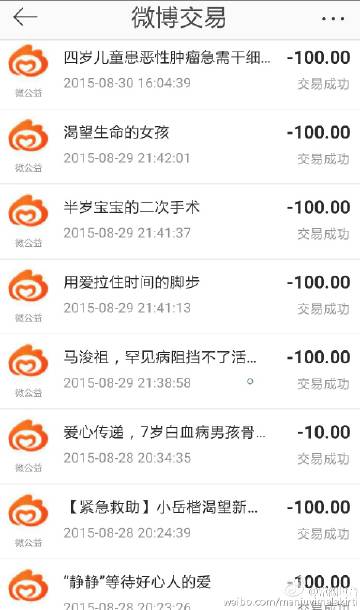 微博交易
四岁儿童患恶性肿瘤急需干细... -100.00
微公益 2015-08-30 16:04:39 交易成功
渴望生命的女孩 -100.00
微公益 2015-08-29 21:42:01 交易成功
半岁宝宝的二次手术 -100.00
微公益 2015-08-29 21:41:37 交易成功
用爱拉住时间的脚步 -100.00
微公益 2015-08-29 21:41:13 交易成功
马浚祖，罕见病阻挡不了活... -100.00
微公益 2015-08-29 21:38:58 交易成功
爱心传递，7岁白血病男孩骨... -10.00
微公益 2015-08-28 20:34:35 交易成功
【紧急救助】小岳楷渴望新... -100.00
微公益 2015-08-28 20:24:39 交易成功
“静静”等待好心人的爱 -100.00
2015-08-28 20:23:26